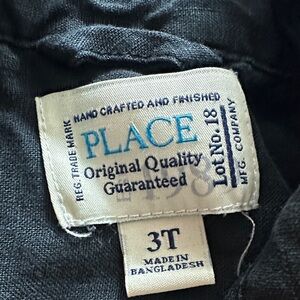 HAND CRAFTED AND FINISHED
REG. TRADE MARK
PLACE
Original Quality
Guaranteed
Lot No. 18
MFG. COMPANY
3T
MADE IN
BANGLADESH